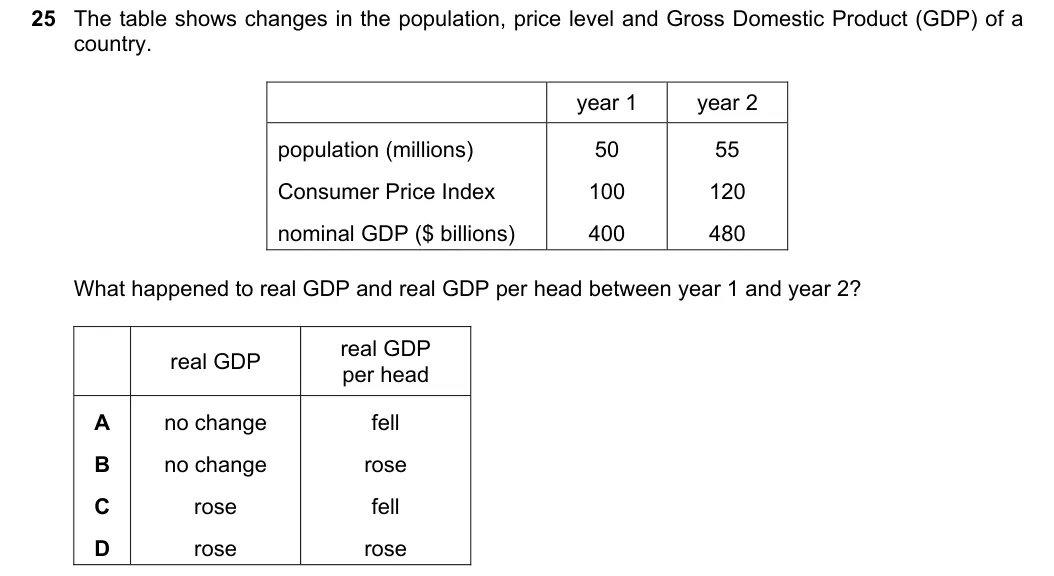 25 The table shows changes in the population, price level and Gross Domestic Product (GDP) of a
country.
year 1 year 2
population (millions) 50 55
Consumer Price Index 100 120
nominal GDP ($ billions) 400 480
What happened to real GDP and real GDP per head between year 1 and year 2?
real GDP real GDP
per head
A no change fell
B no change rose
C rose fell
D rose rose